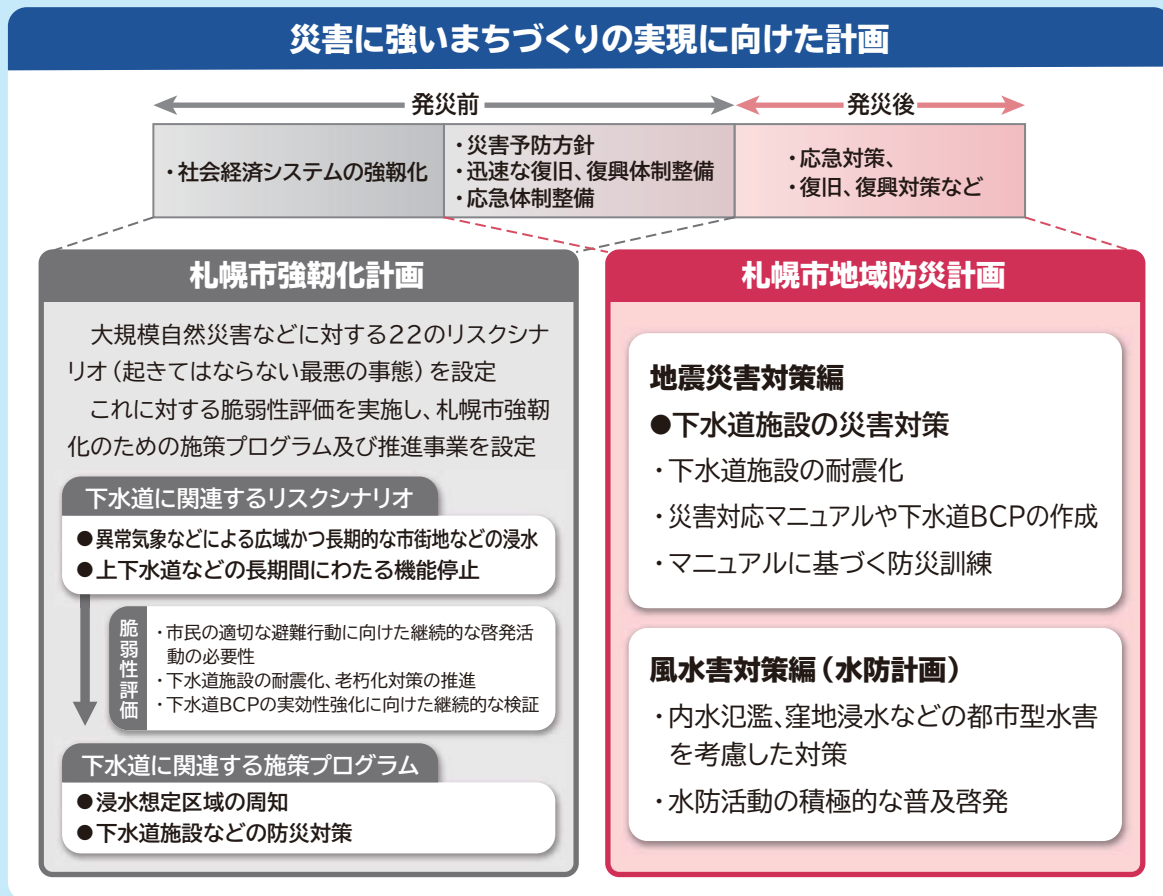 災害に強いまちづくりの実現に向けた計画
発災前
発災後
・社会経済システムの強靱化
・災害予防方針
・迅速な復旧、復興体制整備
・応急体制整備
・応急対策、
・復旧、復興対策など
札幌市強靱化計画
大規模自然災害などに対する22のリスクシナ
リオ(起きてはならない最悪の事態)を設定
これに対する脆弱性評価を実施し、札幌市強靱
化のための施策プログラム及び推進事業を設定
下水道に関連するリスクシナリオ
●異常気象などによる広域かつ長期的な市街地などの浸水
●上下水道などの長期間にわたる機能停止
脆弱性評価
・市民の適切な避難行動に向けた継続的な啓発活
動の必要性
・下水道施設の耐震化、老朽化対策の推進
・下水道BCPの実効性強化に向けた継続的な検証
下水道に関連する施策プログラム
●浸水想定区域の周知
●下水道施設などの防災対策
札幌市地域防災計画
地震災害対策編
●下水道施設の災害対策
・下水道施設の耐震化
・災害対応マニュアルや下水道BCPの作成
・マニュアルに基づく防災訓練
風水害対策編(水防計画)
・内水氾濫、窪地浸水などの都市型水害
を考慮した対策
・水防活動の積極的な普及啓発